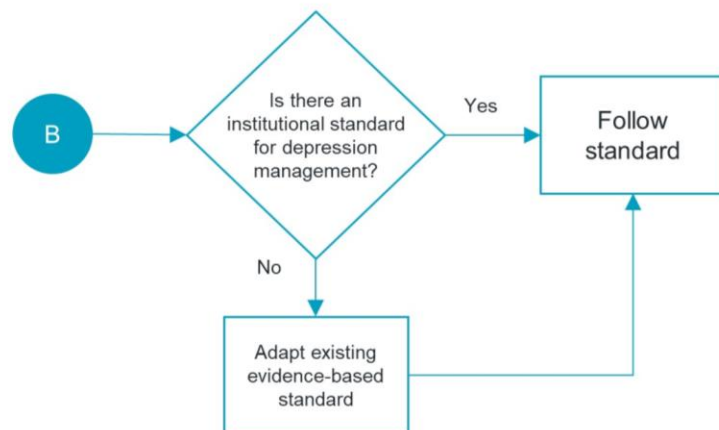 B
Is there an
institutional standard
for depression
management?
Yes
Follow
standard
No
Adapt existing
evidence-based
standard